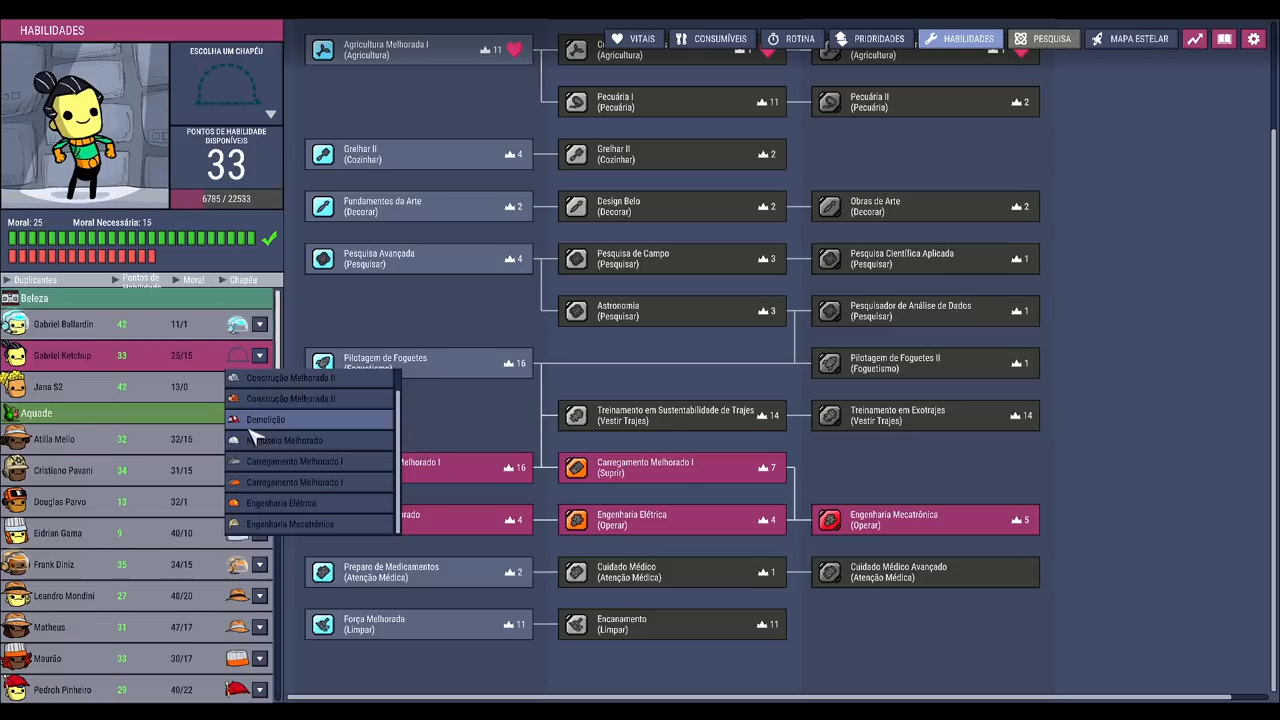 HABILIDADES
VITAIS
CONSUMÍVEIS
ROTINA
PRIORIDADES
HABILIDADES
PESQUISA
MAPA ESTELAR
ESCOLHA UM CHAPÉU
PONTOS DE HABILIDADE
DISPONÍVEIS
33
6785 / 22533
Moral: 25
Moral Necessária: 15
Duplicentes
Pontos de
Habilidade
Moral
Chapéu
Beleza
Gabriel Ballardin 42 11/1
Gabriel Ketchup 33 25/15
Jana S2 42 13/0
Aquade
Atilla Mello 32 32/16
Cristiano Pavani 34 31/15
Douglas Parvo 13 32/1
Eidrian Gama 9 40/10
Frank Diniz 35 34/15
Leandro Mondini 27 48/20
Matheus 31 47/17
Maurão 33 30/17
Pedroh Pinheiro 29 40/22
Construção Melhorada II
Construção Melhorada II
Demolição
Melhorado
Carregamento Melhorado I
Carregamento Melhorado I
Engenharia Elétrica
Engenharia Mecatrônica
Agricultura Melhorada I
(Agricultura)
11
(Agricultura)
(Agricultura)
Pecuária I
(Pecuária)
11
Pecuária II
(Pecuária)
2
Grelhar II
(Cozinhar)
4
Grelhar II
(Cozinhar)
2
Fundamentos da Arte
(Decorar)
2
Design Belo
(Decorar)
2
Obras de Arte
(Decorar)
2
Pesquisa Avançada
(Pesquisar)
4
Pesquisa de Campo
(Pesquisar)
3
Pesquisa Científica Aplicada
(Pesquisar)
1
Astronomia
(Pesquisar)
3
Pesquisador de Análise de Dados
(Pesquisar)
1
Pilotagem de Foguetes
(Foguetismo)
16
Pilotagem de Foguetes II
(Foguetismo)
1
Treinamento em Sustentabilidade de Trajes
(Vestir Trajes)
14
Treinamento em Exotrajes
(Vestir Trajes)
14
Melhorado I
16
Carregamento Melhorado I
(Suprir)
7
4
Engenharia Elétrica
(Operar)
4
Engenharia Mecatrônica
(Operar)
5
Preparo de Medicamentos
(Atenção Médica)
2
Cuidado Médico
(Atenção Médica)
1
Cuidado Médico Avançado
(Atenção Médica)
Força Melhorada
(Limpar)
11
Encanamento
(Limpar)
11